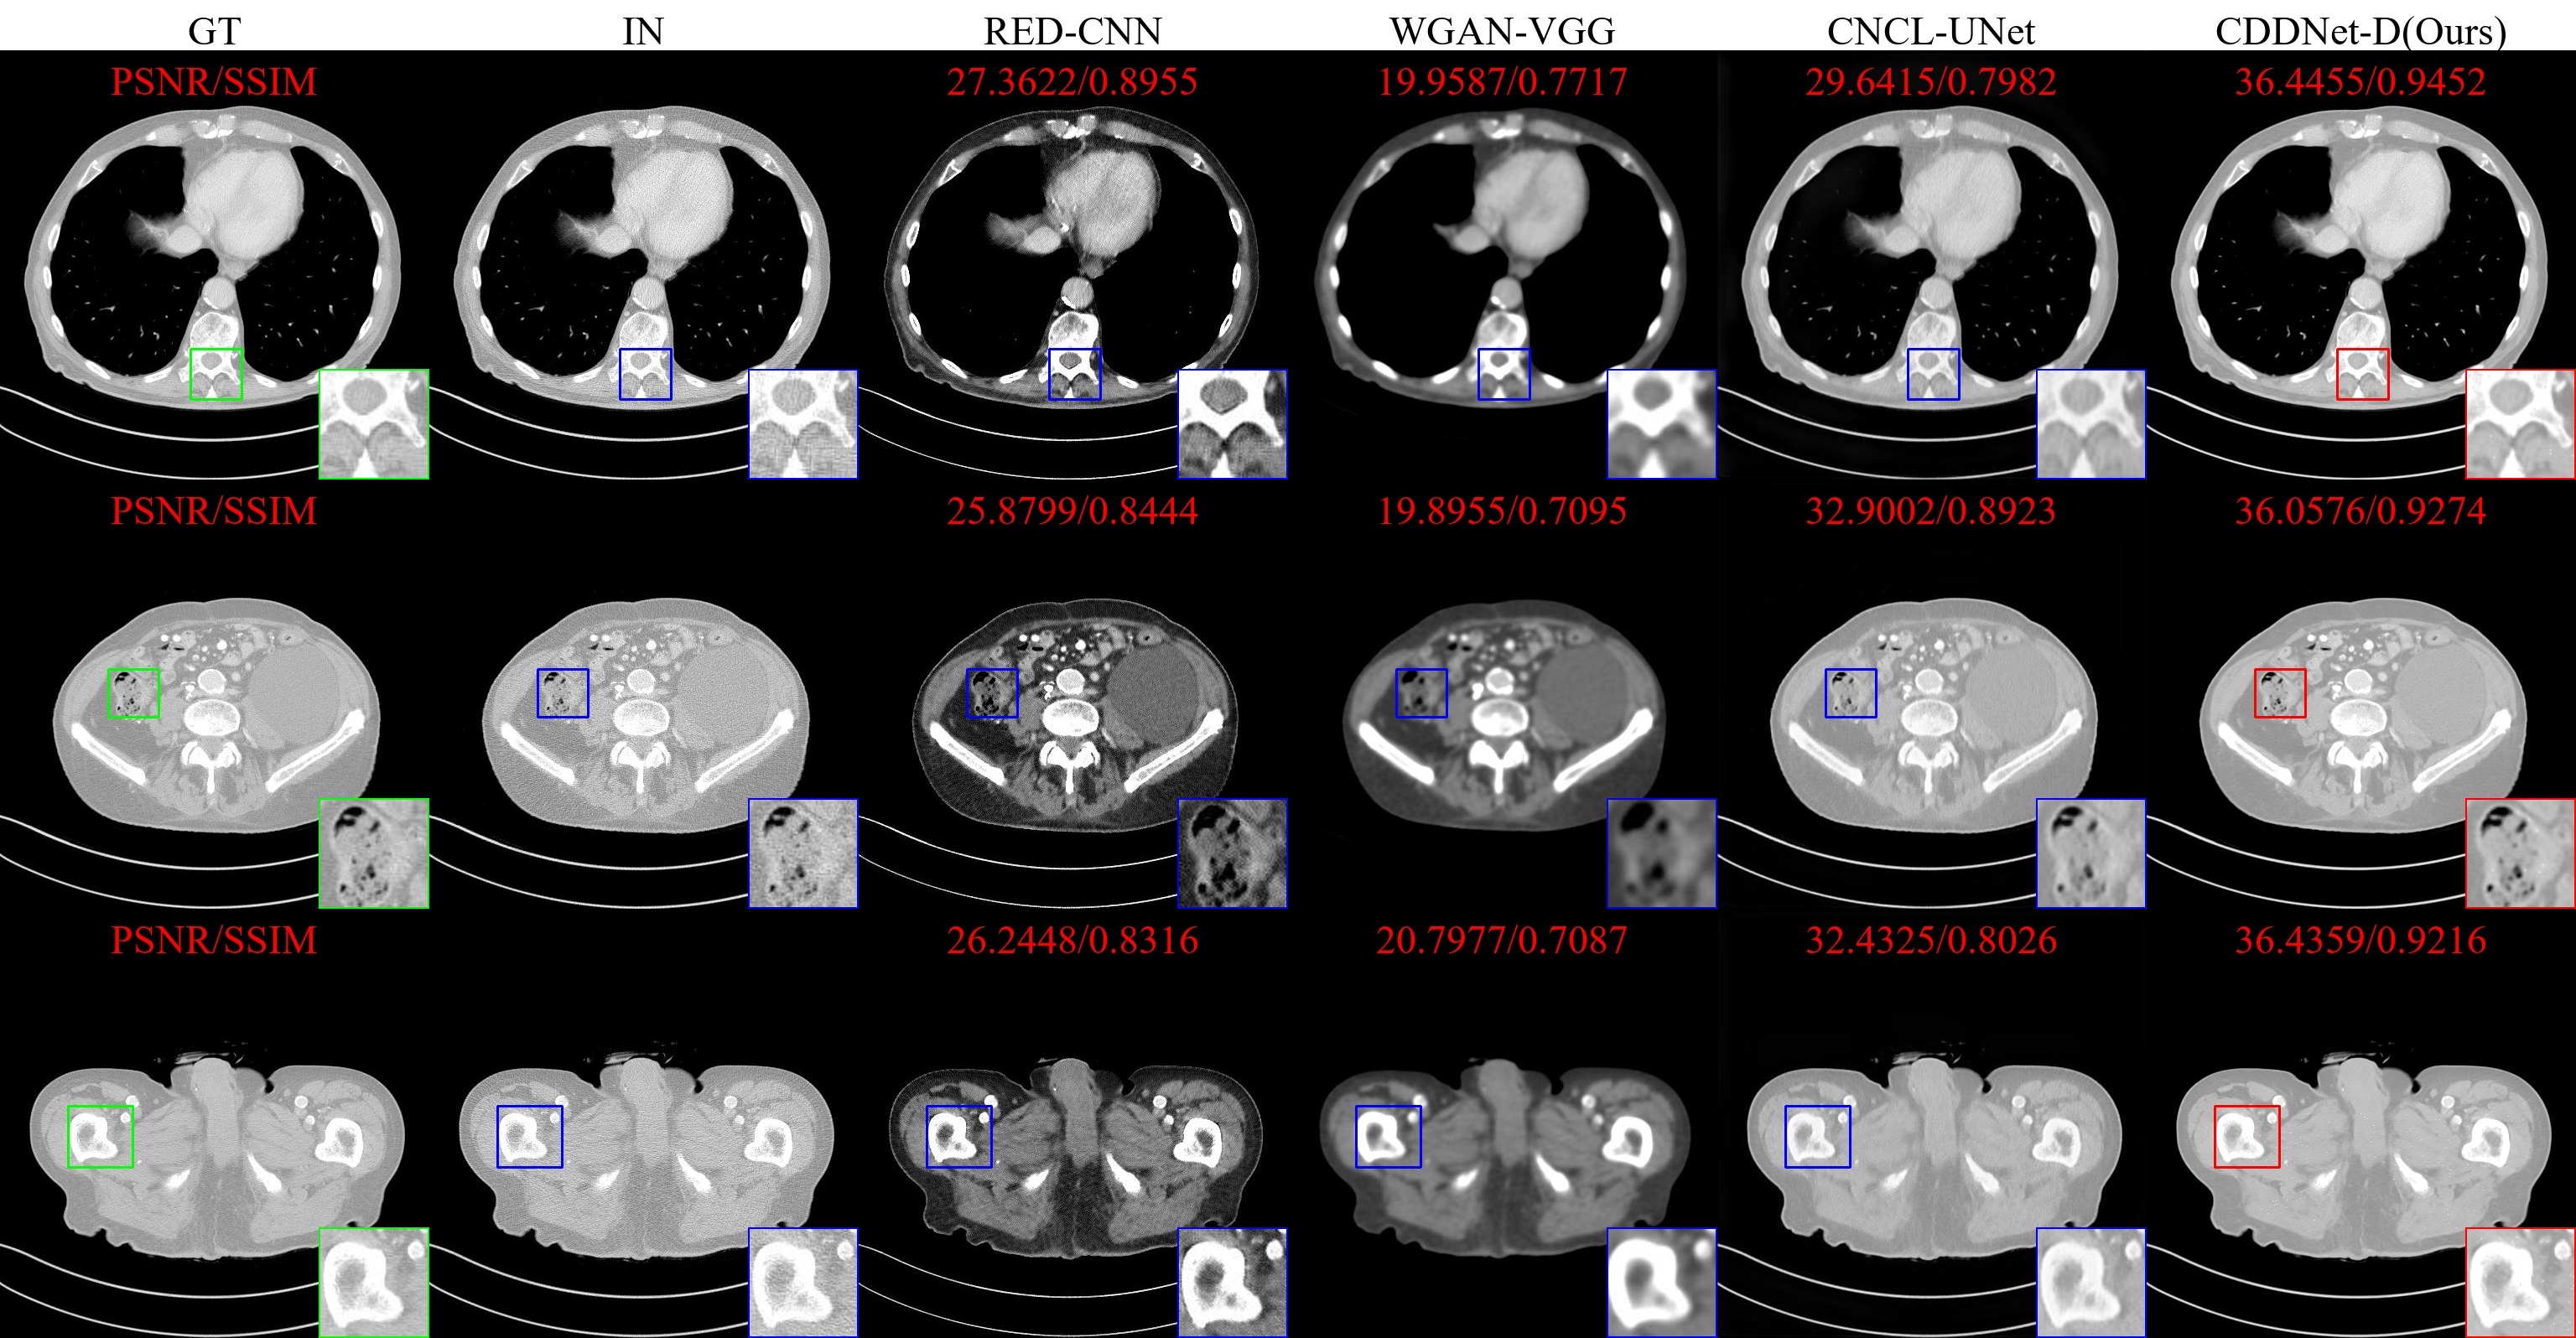 GT IN RED-CNN WGAN-VGG CNCL-UNet CDDNet-D(Ours)
PSNR/SSIM 27.3622/0.8955 19.9587/0.7717 29.6415/0.7982 36.4455/0.9452
PSNR/SSIM 25.8799/0.8444 19.8955/0.7095 32.9002/0.8923 36.0576/0.9274
PSNR/SSIM 26.2448/0.8316 20.7977/0.7087 32.4325/0.8026 36.4359/0.9216